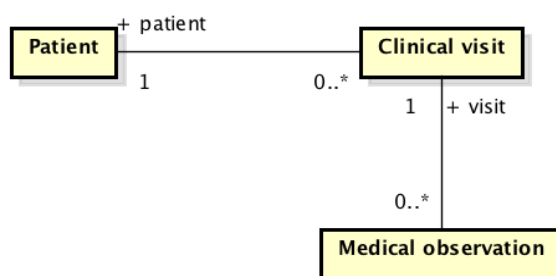 + patient
Patient
Clinical visit
1
0..*
1
+ visit
0..*
Medical observation